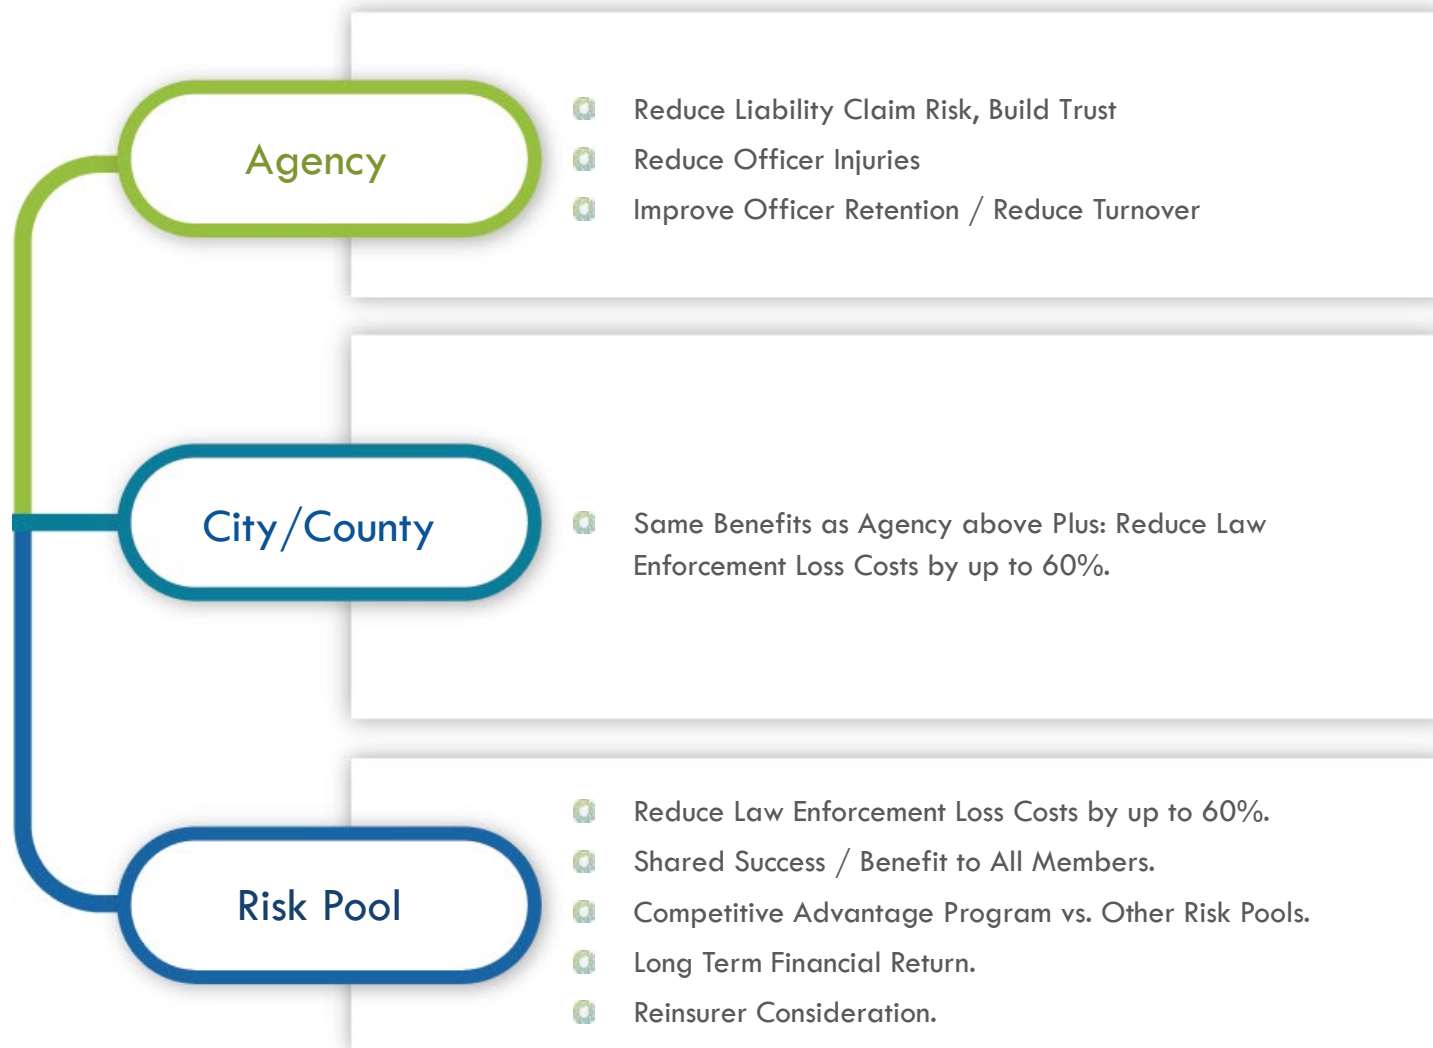 Agency
Reduce Liability Claim Risk, Build Trust
Reduce Officer Injuries
Improve Officer Retention / Reduce Turnover
City/County
Same Benefits as Agency above Plus: Reduce Law
Enforcement Loss Costs by up to 60%.
Risk Pool
Reduce Law Enforcement Loss Costs by up to 60%.
Shared Success / Benefit to All Members.
Competitive Advantage Program vs. Other Risk Pools.
Long Term Financial Return.
Reinsurer Consideration.